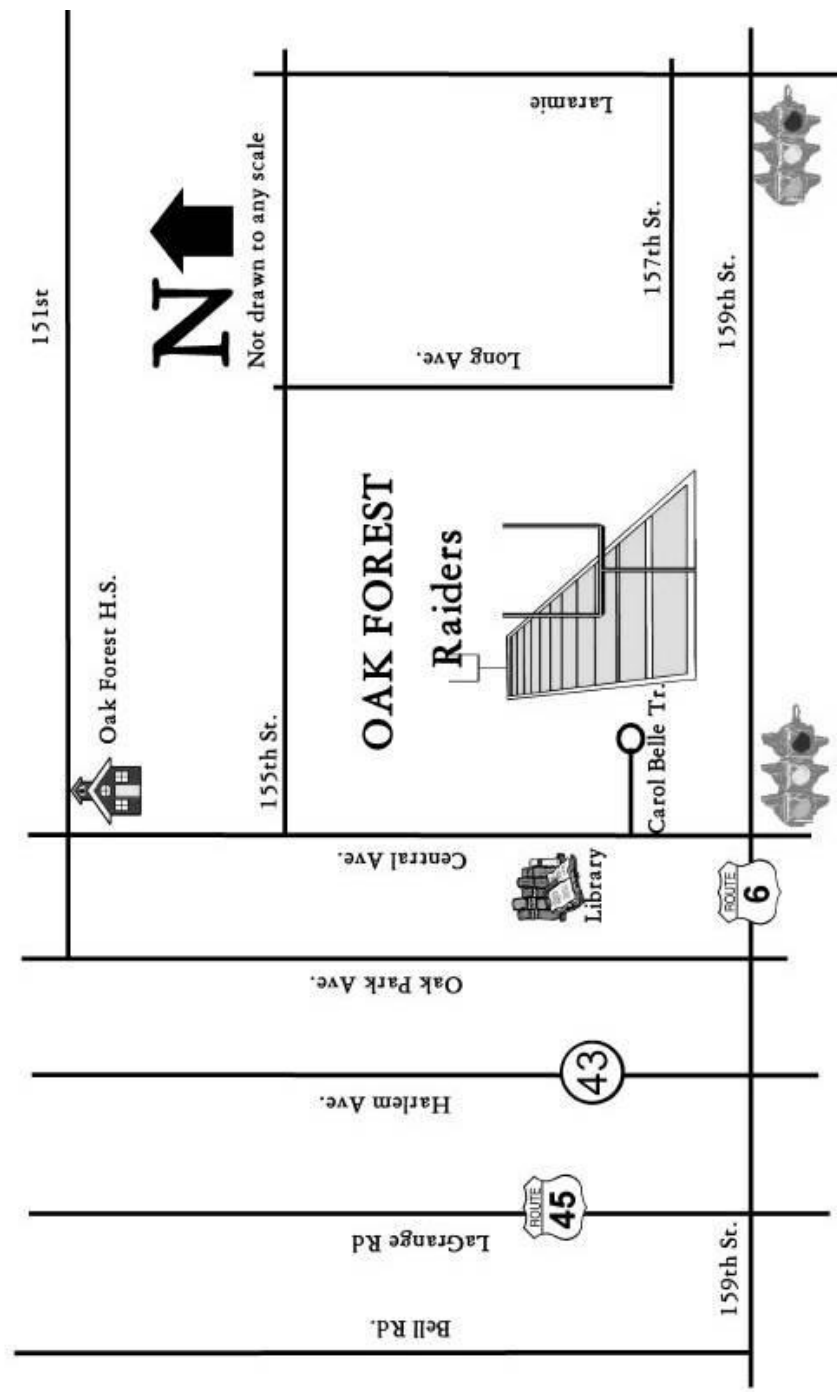 151st
N
Not drawn to any scale
Laramie
Long Ave.
157th St.
159th St.
Oak Forest H.S.
155th St.
OAK FOREST
Raiders
Carol Belle Tr.
Central Ave.
Library
ROUTE
6
Oak Park Ave.
43
Harlem Ave.
ROUTE
45
LaGrange Rd
159th St.
Bell Rd.